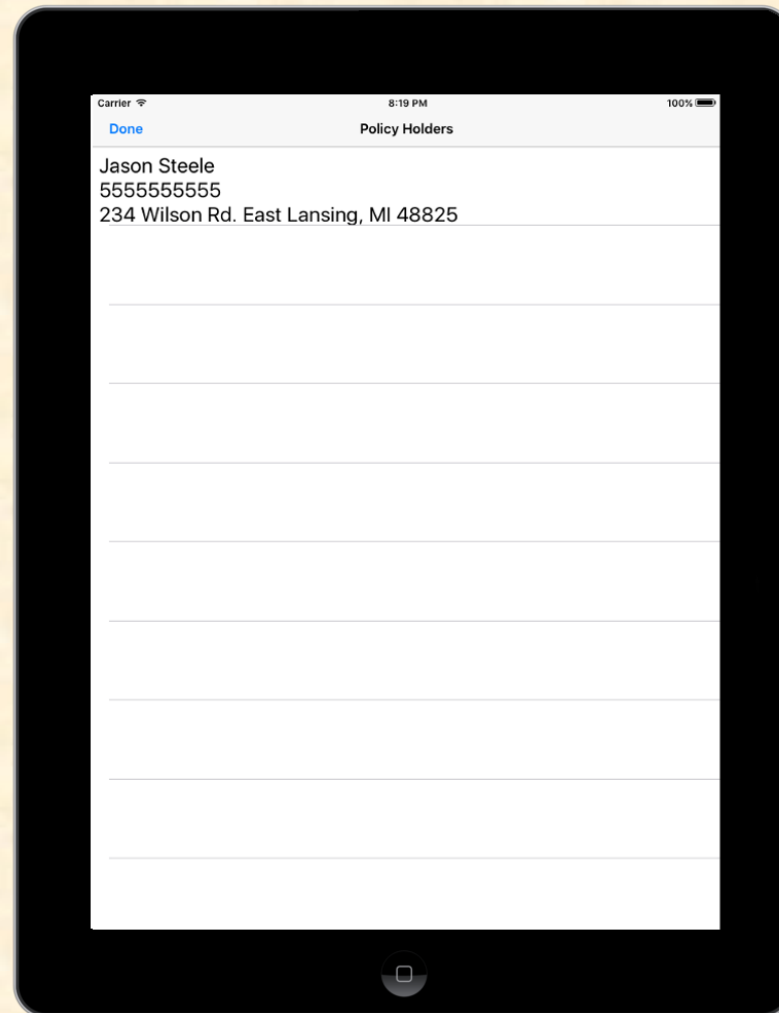 Carrier 8:19 PM 100%
Done Policy Holders
Jason Steele
5555555555
234 Wilson Rd. East Lansing, MI 48825